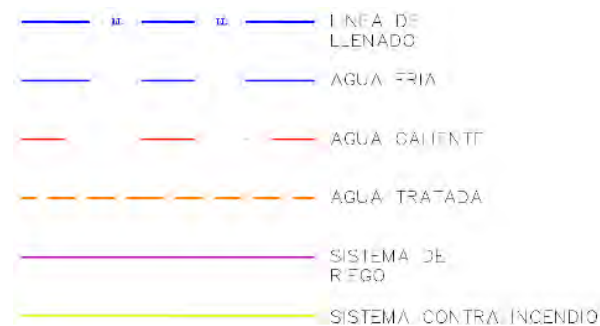 LL LL LINEA DE
LLENADO
AGUA FRIA
AGUA CALIENTE
AGUA TRATADA
SISTEMA DE
RIEGO
SISTEMA CONTRA INCENDIO